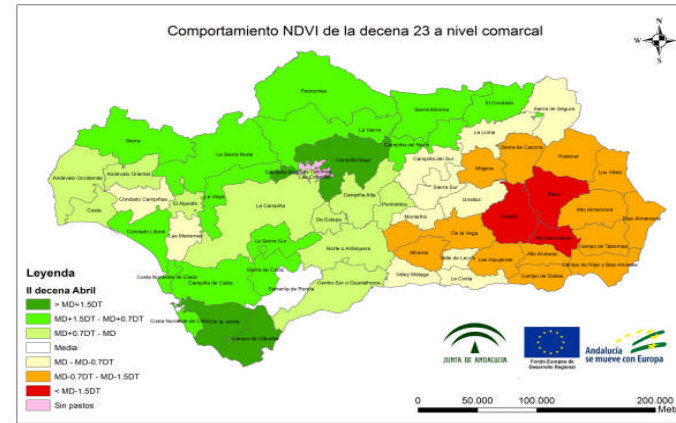 Comportamiento NDVI de la decena 23 a nivel comarcal
N
W
E
S
Pedroches
Sierra Morena
El Condado
Sierra de Segura
Sierra
La Sierra Norte
La Sierra
Campiña Baja
Campiña del Norte
La Loma
Sierra de Cazorla
Andévalo Occidental
Andévalo Oriental
Campiña del Sur
Mágina
Huéscar
Los Vélez
Costa
Condado Campiñas
El Aljarafe
La Vega
La Campiña
Campiña Alta
Penibética
Sierra Sur
Iznalloz
Montefrío
Guadix
Baza
Alto Almanzora
Bajo Almanzora
Condado Litoral
Las Marismas
De Estepa
La Sierra Sur
Norte o Antequera
Alhama
De la Vega
Campo de Tabernas
Alto Andarax
Campo de Níjar y Bajo Andarax
Campiña de Cádiz
Sierra de Cádiz
Serranía de Ronda
Centro-Sur o Guadalhorce
Vélez-Málaga
Valle de Lecrín
La Costa
Las Alpujarras
Campo de Dalías
Costa Noroeste de Cádiz
De la Janda
Campo de Gibraltar
Leyenda
II decena Abril
> MD+1.5DT
MD+1.5DT - MD+0.7DT
MD+0.7DT - MD
Media
MD - MD-0.7DT
MD-0.7DT - MD-1.5DT
< MD-1.5DT
Sin pastos
JUNTA DE ANDALUCIA
Fondo Europeo de
Desarrollo Regional
Andalucía
se mueve con Europa
0 50.000 100.000 200.000